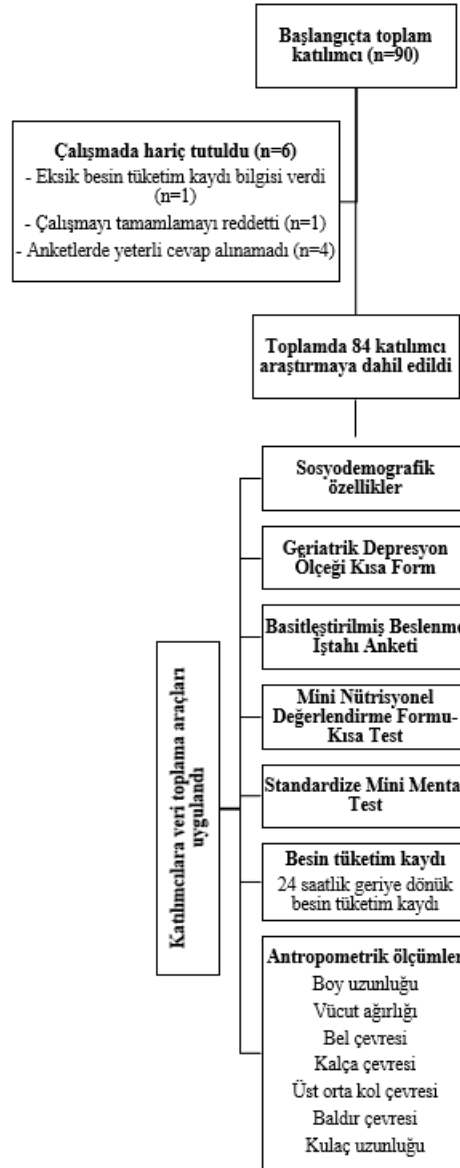 Başlangıçta toplam
katılımcı (n=90)
Çalışmada hariç tutuldu (n=6)
- Eksik besin tüketim kaydı bilgisi verdi
(n=1)
- Çalışmayı tamamlamayı reddetti (n=1)
- Anketlerde yeterli cevap alınamadı (n=4)
Toplamda 84 katılımcı
araştırmaya dahil edildi
Katılımcılara veri toplama araçları
uygulandı
Sosyodemografik
özellikler
Geriatrik Depresyon
Ölçeği Kısa Form
Basitleştirilmiş Beslenme
İştahı Anketi
Mini Nütrisyonel
Değerlendirme Formu-
Kısa Test
Standardize Mini Menta
Test
Besin tüketim kaydı
24 saatlik geriye dönük
besin tüketim kaydı
Antropometrik ölçümler
Boy uzunluğu
Vücut ağırlığı
Bel çevresi
Kalça çevresi
Üst orta kol çevresi
Baldır çevresi
Kulaç uzunluğu